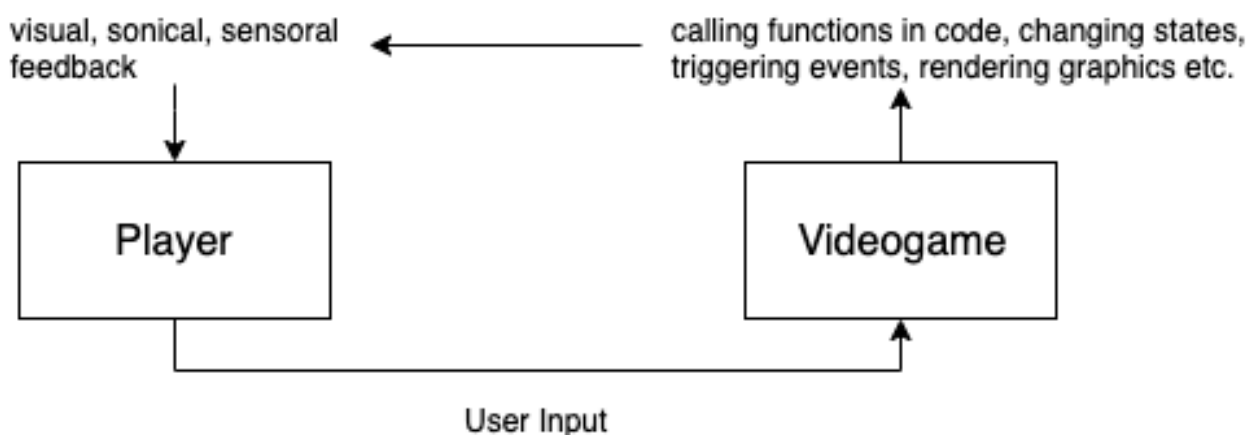 visual, sonical, sensoral
feedback
calling functions in code, changing states,
triggering events, rendering graphics etc.
Player
Videogame
User Input